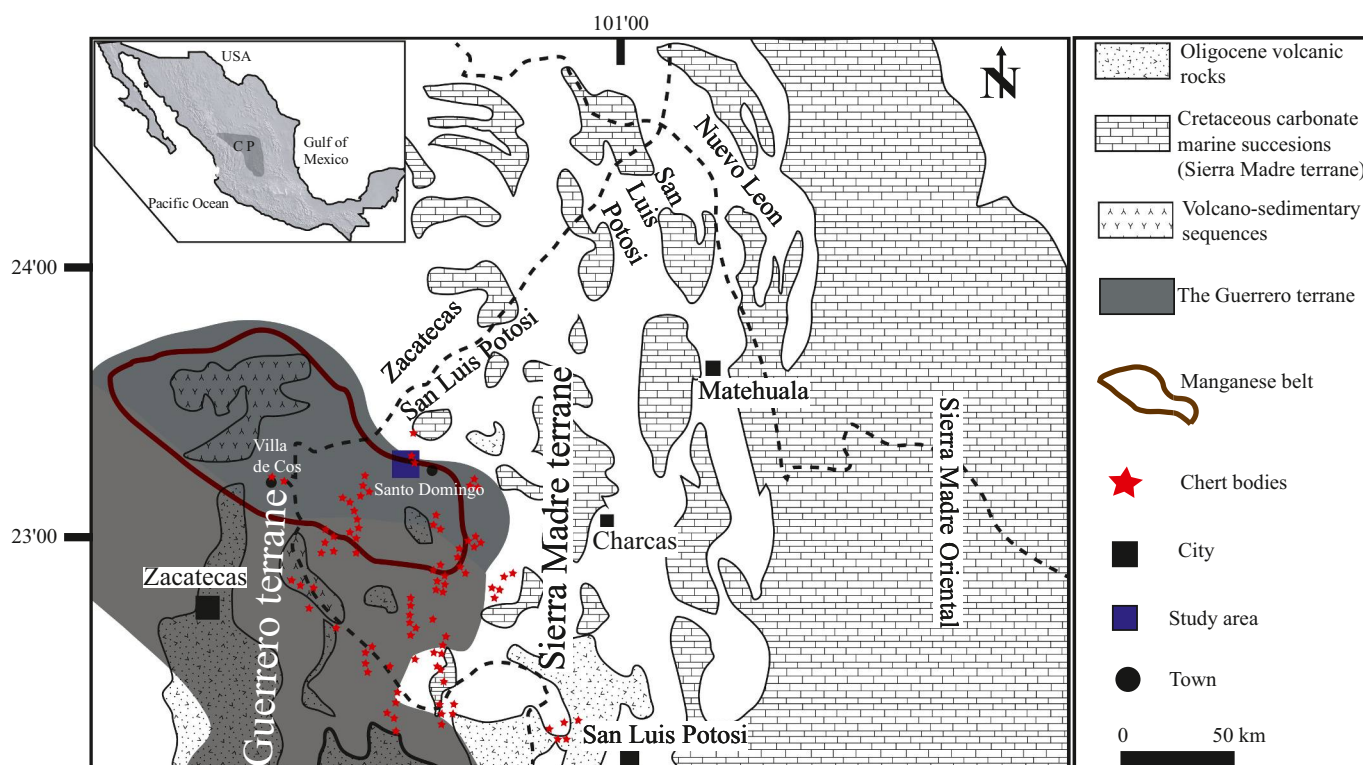 101'00
USA
C P
Gulf of
Mexico
Pacific Ocean
N
Nuevo Leon
San
Luis
Potosi
24'00
Zacatecas
San Luis Potosi
Matehuala
Sierra Madre terrane
Sierra Madre Oriental
Villa
de Cos
Santo Domingo
Guerrero terrane
23'00
Charcas
Zacatecas
San Luis Potosi
Oligocene volcanic
rocks
Cretaceous carbonate
marine succesions
(Sierra Madre terrane)
Volcano-sedimentary
sequences
The Guerrero terrane
Manganese belt
Chert bodies
City
Study area
Town
0
50 km